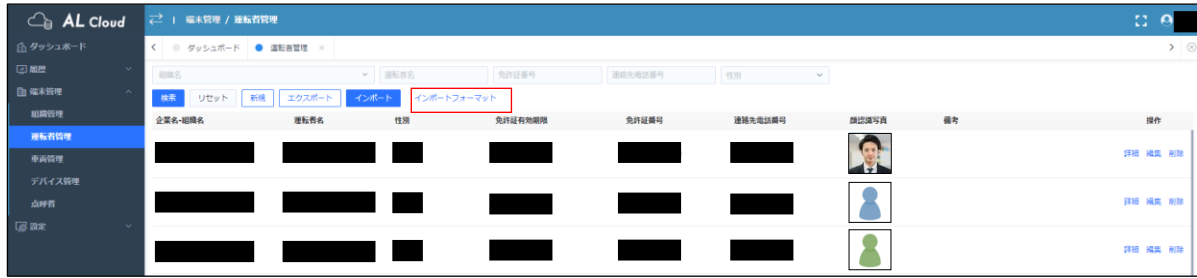 AL Cloud
端末管理 / 運転者管理
ダッシュボード
履歴
端末管理
組織管理
運転者管理
車両管理
デバイス管理
点呼者
設定
ダッシュボード 運転者管理
組織名 運転者名 免許証番号 連絡先電話番号 性別
検索 リセット 新規 エクスポート インポート インポートフォーマット
企業名-組織名 運転者名 性別 免許証有効期限 免許証番号 連絡先電話番号 顔認識写真 備考 操作
詳細 編集 削除
詳細 編集 削除
詳細 編集 削除